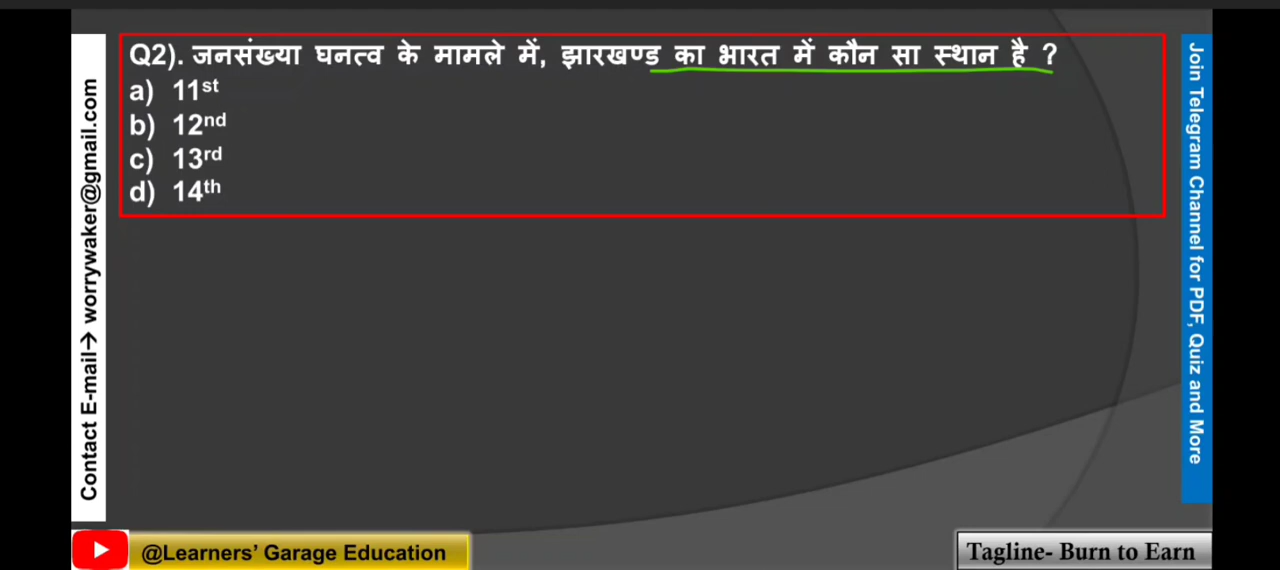 Q2). जनसंख्या घनत्व के मामले में, झारखण्ड का भारत में कौन सा स्थान है ?
a) 11st
b) 12nd
c) 13rd
d) 14th
Contact E-mail→ worrywaker@gmail.com
Join Telegram Channel for PDF, Quiz and More
@Learners’ Garage Education
Tagline- Burn to Earn